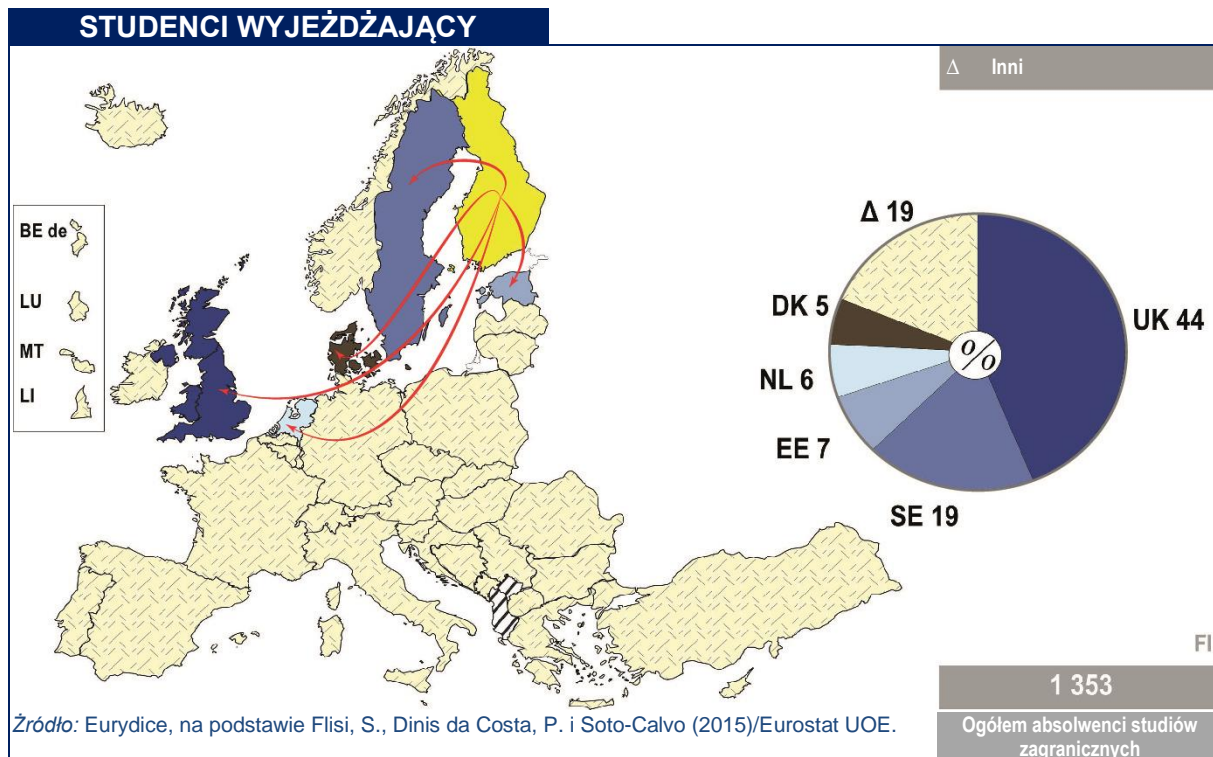 STUDENCI WYJEŻDŻAJĄCY
Δ Inni
BE de
LU
MT
LI
Δ 19
DK 5
UK 44
%
NL 6
EE 7
SE 19
FI
1 353
Ogółem absolwenci studiów
zagranicznych
Źródło: Eurydice, na podstawie Flisi, S., Dinis da Costa, P. i Soto-Calvo (2015)/Eurostat UOE.